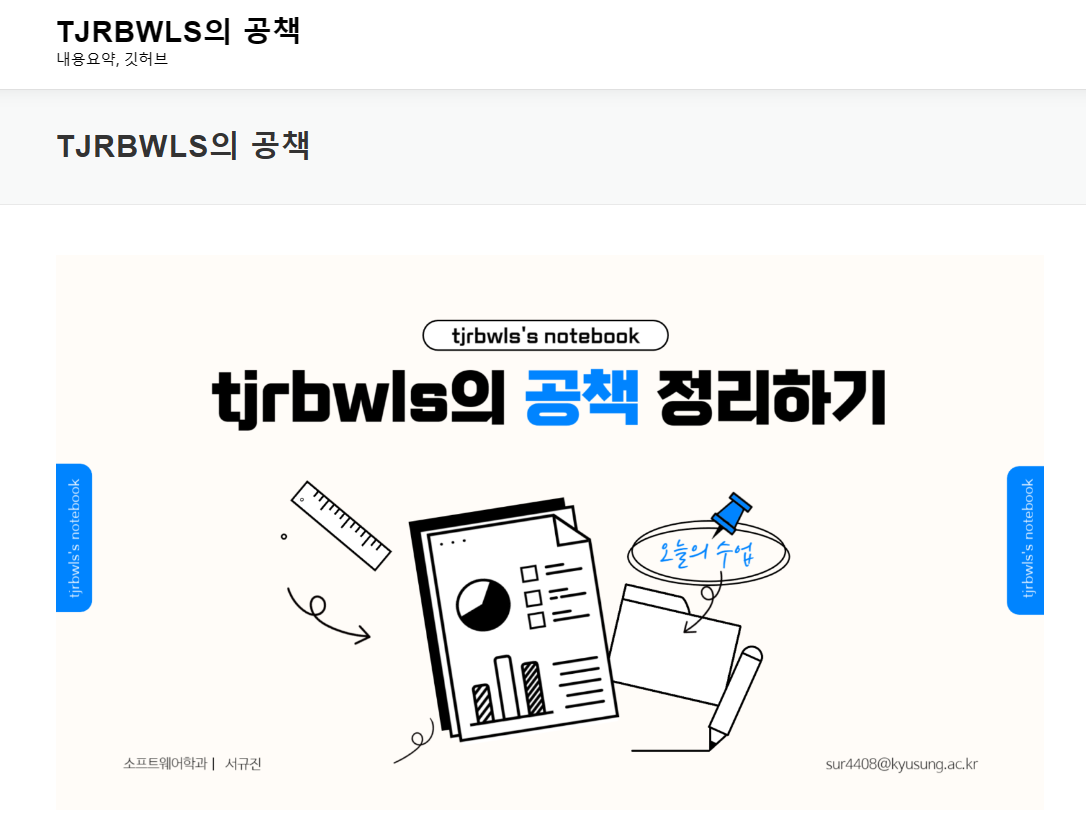 TJRBWLS의 공책
내용요약, 깃허브
TJRBWLS의 공책
tjrbwls's notebook
tjrbwls의 공책 정리하기
tjrbwls's notebook
tjrbwls's notebook
오늘의 수업
소프트웨어학과 | 서규진
sur4408@kyusung.ac.kr